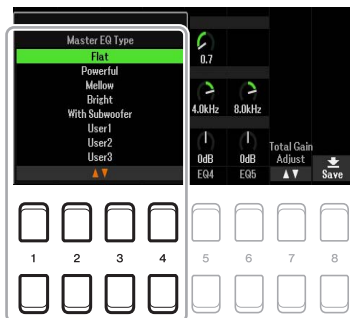 Master EQ Type
Flat
Powerful
Mellow
Bright
With Subwoofer
User1
User2
User3
0.7
4.0kHz 8.0kHz
0dB 0dB
EQ4 EQ5
Total Gain
Adjust
Save
1 2 3 4 5 6 7 8